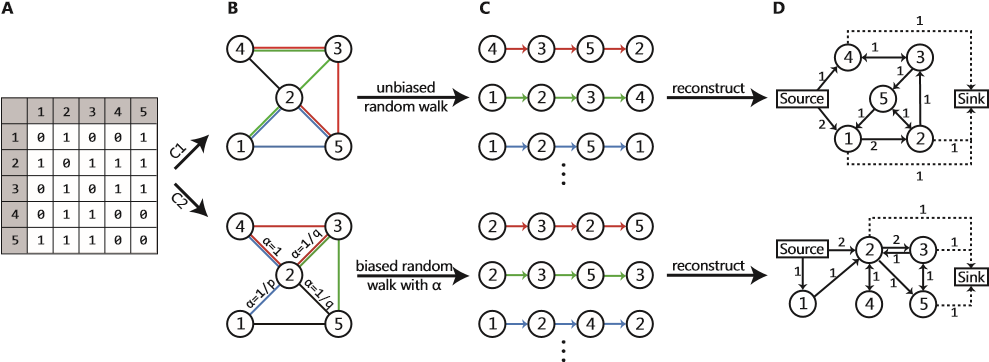 A
B
C
D
1 2 3 4 5
1 0 1 0 0 1
2 1 0 1 1 1
3 0 1 0 1 1
4 0 1 1 0 0
5 1 1 1 0 0
C1
C2
4 3
2
1 5
unbiased
random walk
4 3 5 2
1 2 3 4
1 2 5 1
reconstruct
1
4 1 3
1 1
Source 5 1 Sink
2 1 1
1 2 2 1
1
4 3
α=1 α=1/q
2
α=1/p α=1/q
1 5
biased random
walk with α
2 3 2 5
2 3 5 3
1 2 4 2
reconstruct
1
Source 2 2 2 3 1
1 1 1 1 1 1 Sink
1 4 5 1